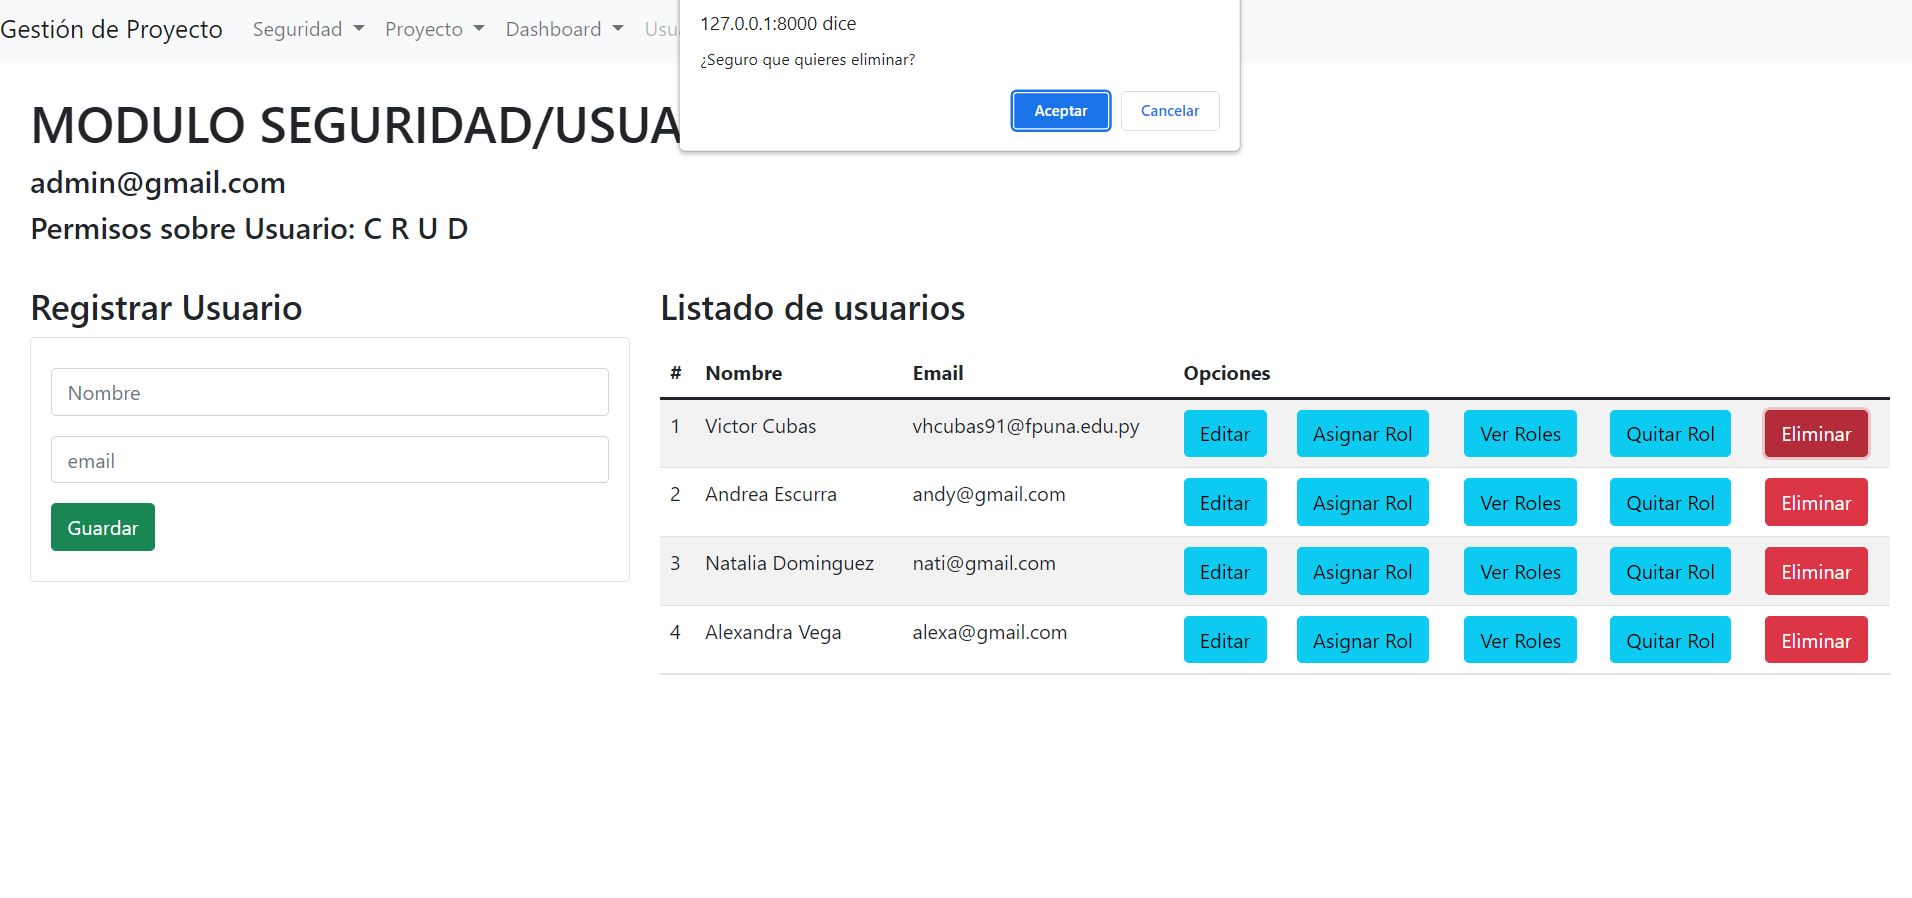 Gestión de Proyecto Seguridad Proyecto Dashboard
127.0.0.1:8000 dice
¿Seguro que quieres eliminar?
Aceptar Cancelar
MODULO SEGURIDAD/USUA
admin@gmail.com
Permisos sobre Usuario: C R U D
Registrar Usuario
Nombre
email
Guardar
Listado de usuarios
# Nombre Email Opciones
1 Victor Cubas vhcubas91@fpuna.edu.py Editar Asignar Rol Ver Roles Quitar Rol Eliminar
2 Andrea Escurra andy@gmail.com Editar Asignar Rol Ver Roles Quitar Rol Eliminar
3 Natalia Dominguez nati@gmail.com Editar Asignar Rol Ver Roles Quitar Rol Eliminar
4 Alexandra Vega alexa@gmail.com Editar Asignar Rol Ver Roles Quitar Rol Eliminar